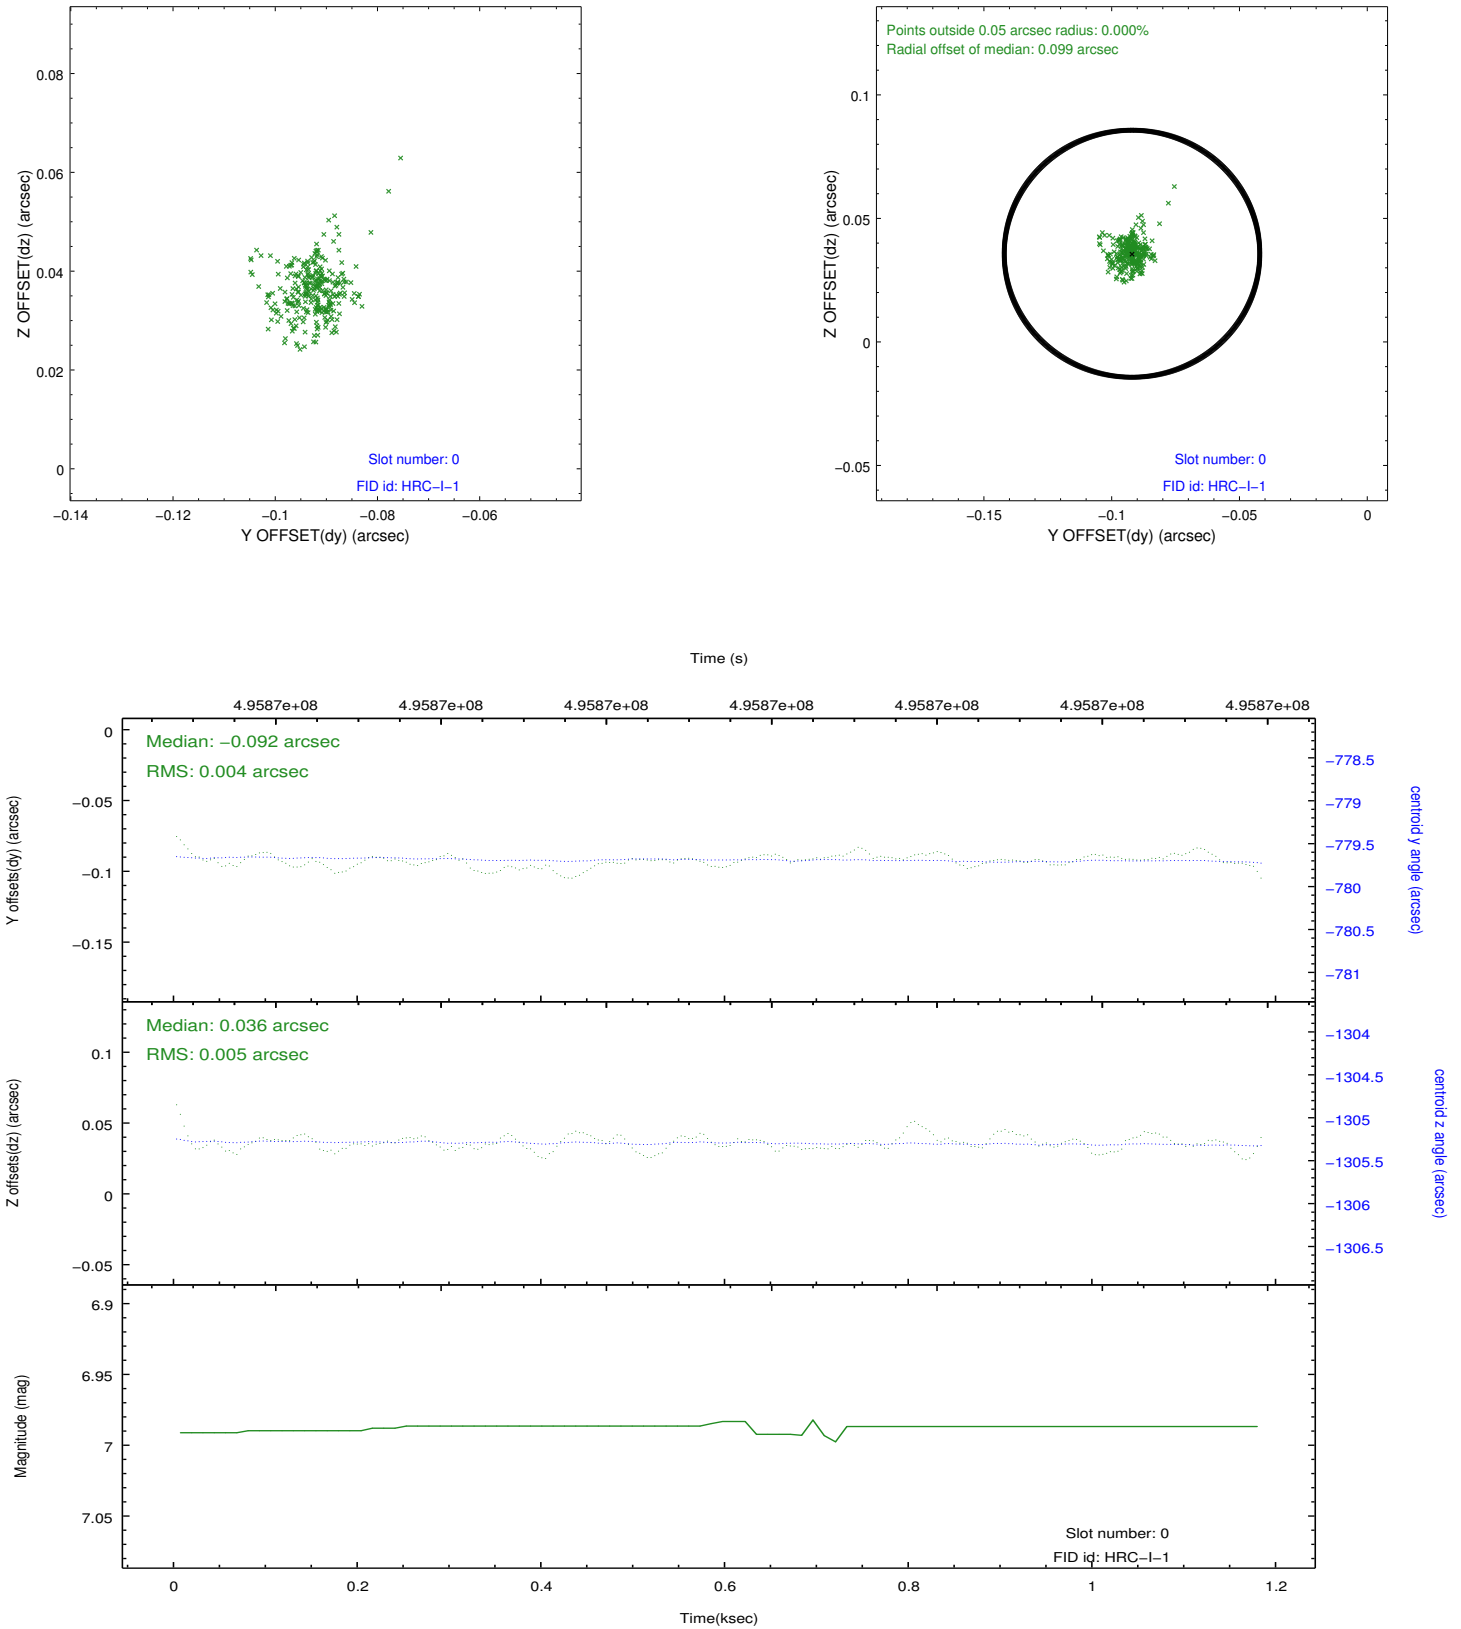 0.08
0.06
0.04
0.02
0
Z OFFSET(dz) (arcsec)
Slot number: 0
FID id: HRC−I−1
−0.14 −0.12 −0.1 −0.08 −0.06
Y OFFSET(dy) (arcsec)
Points outside 0.05 arcsec radius: 0.000%
Radial offset of median: 0.099 arcsec
0.1
0.05
0
−0.05
Z OFFSET(dz) (arcsec)
Slot number: 0
FID id: HRC−I−1
−0.15 −0.1 −0.05 0
Y OFFSET(dy) (arcsec)
Time (s)
4.9587e+08 4.9587e+08 4.9587e+08 4.9587e+08 4.9587e+08 4.9587e+08 4.9587e+08
Median: −0.092 arcsec
RMS: 0.004 arcsec
0
−0.05
−0.1
−0.15
Y offsets(dy) (arcsec)
−778.5
−779
−779.5
−780
−780.5
−781
centroid y angle (arcsec)
Median: 0.036 arcsec
RMS: 0.005 arcsec
0.1
0.05
0
−0.05
Z offsets(dz) (arcsec)
−1304
−1304.5
−1305
−1305.5
−1306
−1306.5
centroid z angle (arcsec)
6.9
6.95
7
7.05
Magnitude (mag)
Slot number: 0
FID id: HRC−I−1
0 0.2 0.4 0.6 0.8 1 1.2
Time(ksec)